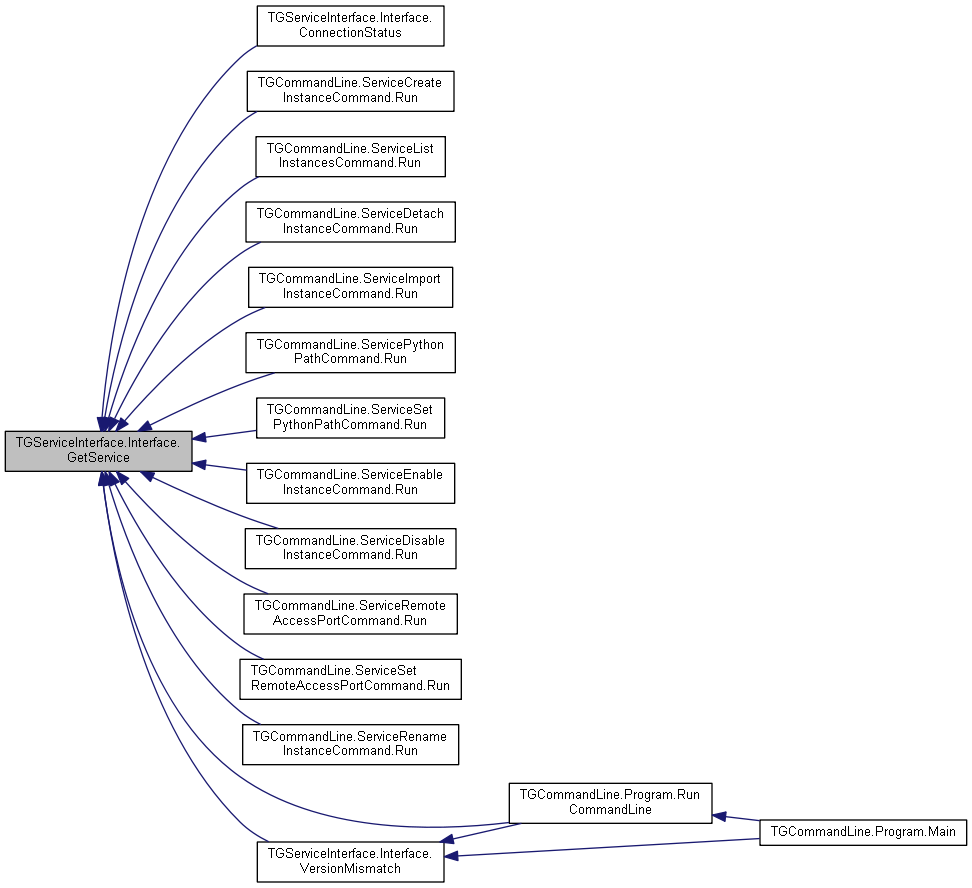 TGServiceInterface.Interface.
ConnectionStatus
TGCommandLine.ServiceCreate
InstanceCommand.Run
TGCommandLine.ServiceList
InstancesCommand.Run
TGCommandLine.ServiceDetach
InstanceCommand.Run
TGCommandLine.ServiceImport
InstanceCommand.Run
TGCommandLine.ServicePython
PathCommand.Run
TGCommandLine.ServiceSet
PythonPathCommand.Run
TGServiceInterface.Interface.
GetService
TGCommandLine.ServiceEnable
InstanceCommand.Run
TGCommandLine.ServiceDisable
InstanceCommand.Run
TGCommandLine.ServiceRemote
AccessPortCommand.Run
TGCommandLine.ServiceSet
RemoteAccessPortCommand.Run
TGCommandLine.ServiceRename
InstanceCommand.Run
TGCommandLine.Program.Run
CommandLine
TGCommandLine.Program.Main
TGServiceInterface.Interface.
VersionMismatch